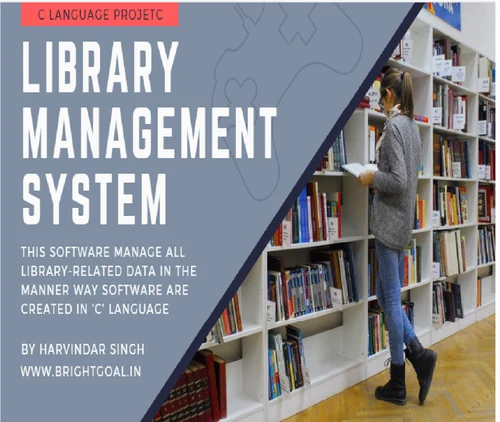 C LANGUAGE PROJETC
LIBRARY
MANAGEMENT
SYSTEM
THIS SOFTWARE MANAGE ALL
LIBRARY-RELATED DATA IN THE
MANNER WAY SOFTWARE ARE
CREATED IN 'C' LANGUAGE
BY HARVINDAR SINGH
WWW.BRIGHTGOAL.IN